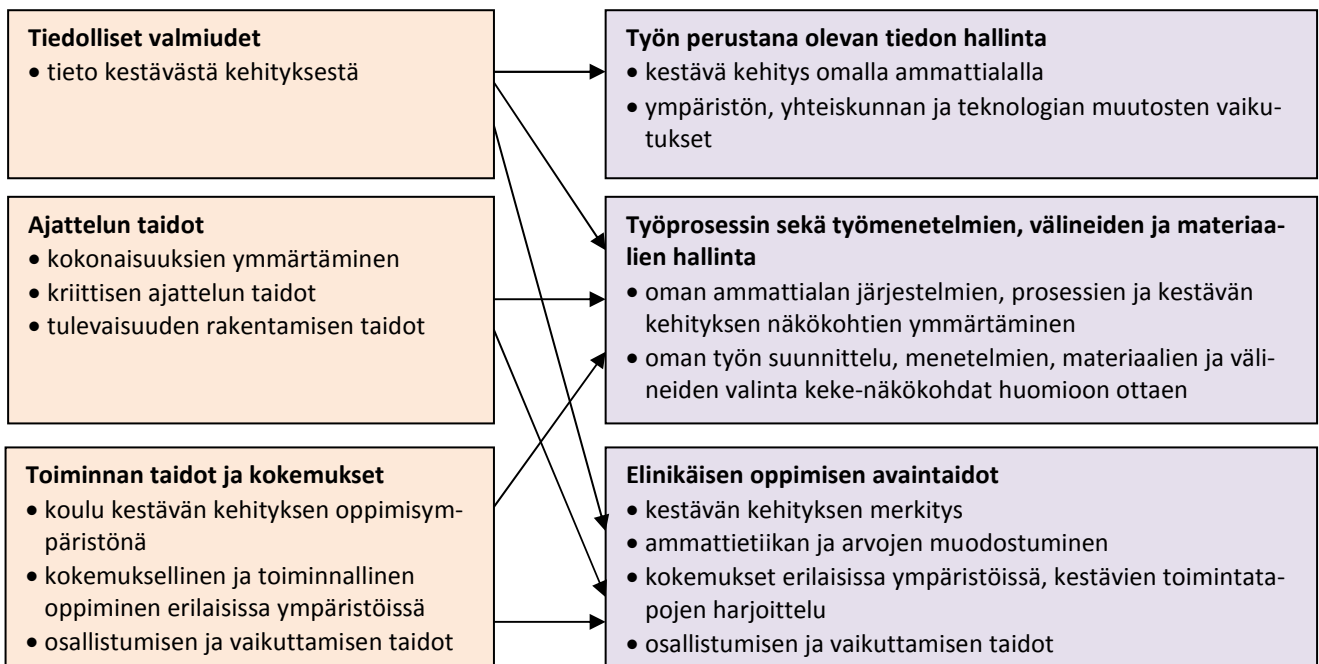 Tiedolliset valmiudet
• tieto kestävästä kehityksestä
Työn perustana olevan tiedon hallinta
• kestävä kehitys omalla ammattialalla
• ympäristön, yhteiskunnan ja teknologian muutosten vaiku-
tukset
Ajattelun taidot
• kokonaisuuksien ymmärtäminen
• kriittisen ajattelun taidot
• tulevaisuuden rakentamisen taidot
Työprosessin sekä työmenetelmien, välineiden ja materiaa-
lien hallinta
• oman ammattialan järjestelmien, prosessien ja kestävän
kehityksen näkökohtien ymmärtäminen
• oman työn suunnittelu, menetelmien, materiaalien ja väli-
neiden valinta keke-näkökohdat huomioon ottaen
Toiminnan taidot ja kokemukset
• koulu kestävän kehityksen oppimisym-
päristönä
• kokemuksellinen ja toiminnallinen
oppiminen erilaisissa ympäristöissä
• osallistumisen ja vaikuttamisen taidot
Elinikäisen oppimisen avaintaidot
• kestävän kehityksen merkitys
• ammattietiikan ja arvojen muodostuminen
• kokemukset erilaisissa ympäristöissä, kestävien toimintata-
pojen harjoittelu
• osallistumisen ja vaikuttamisen taidot